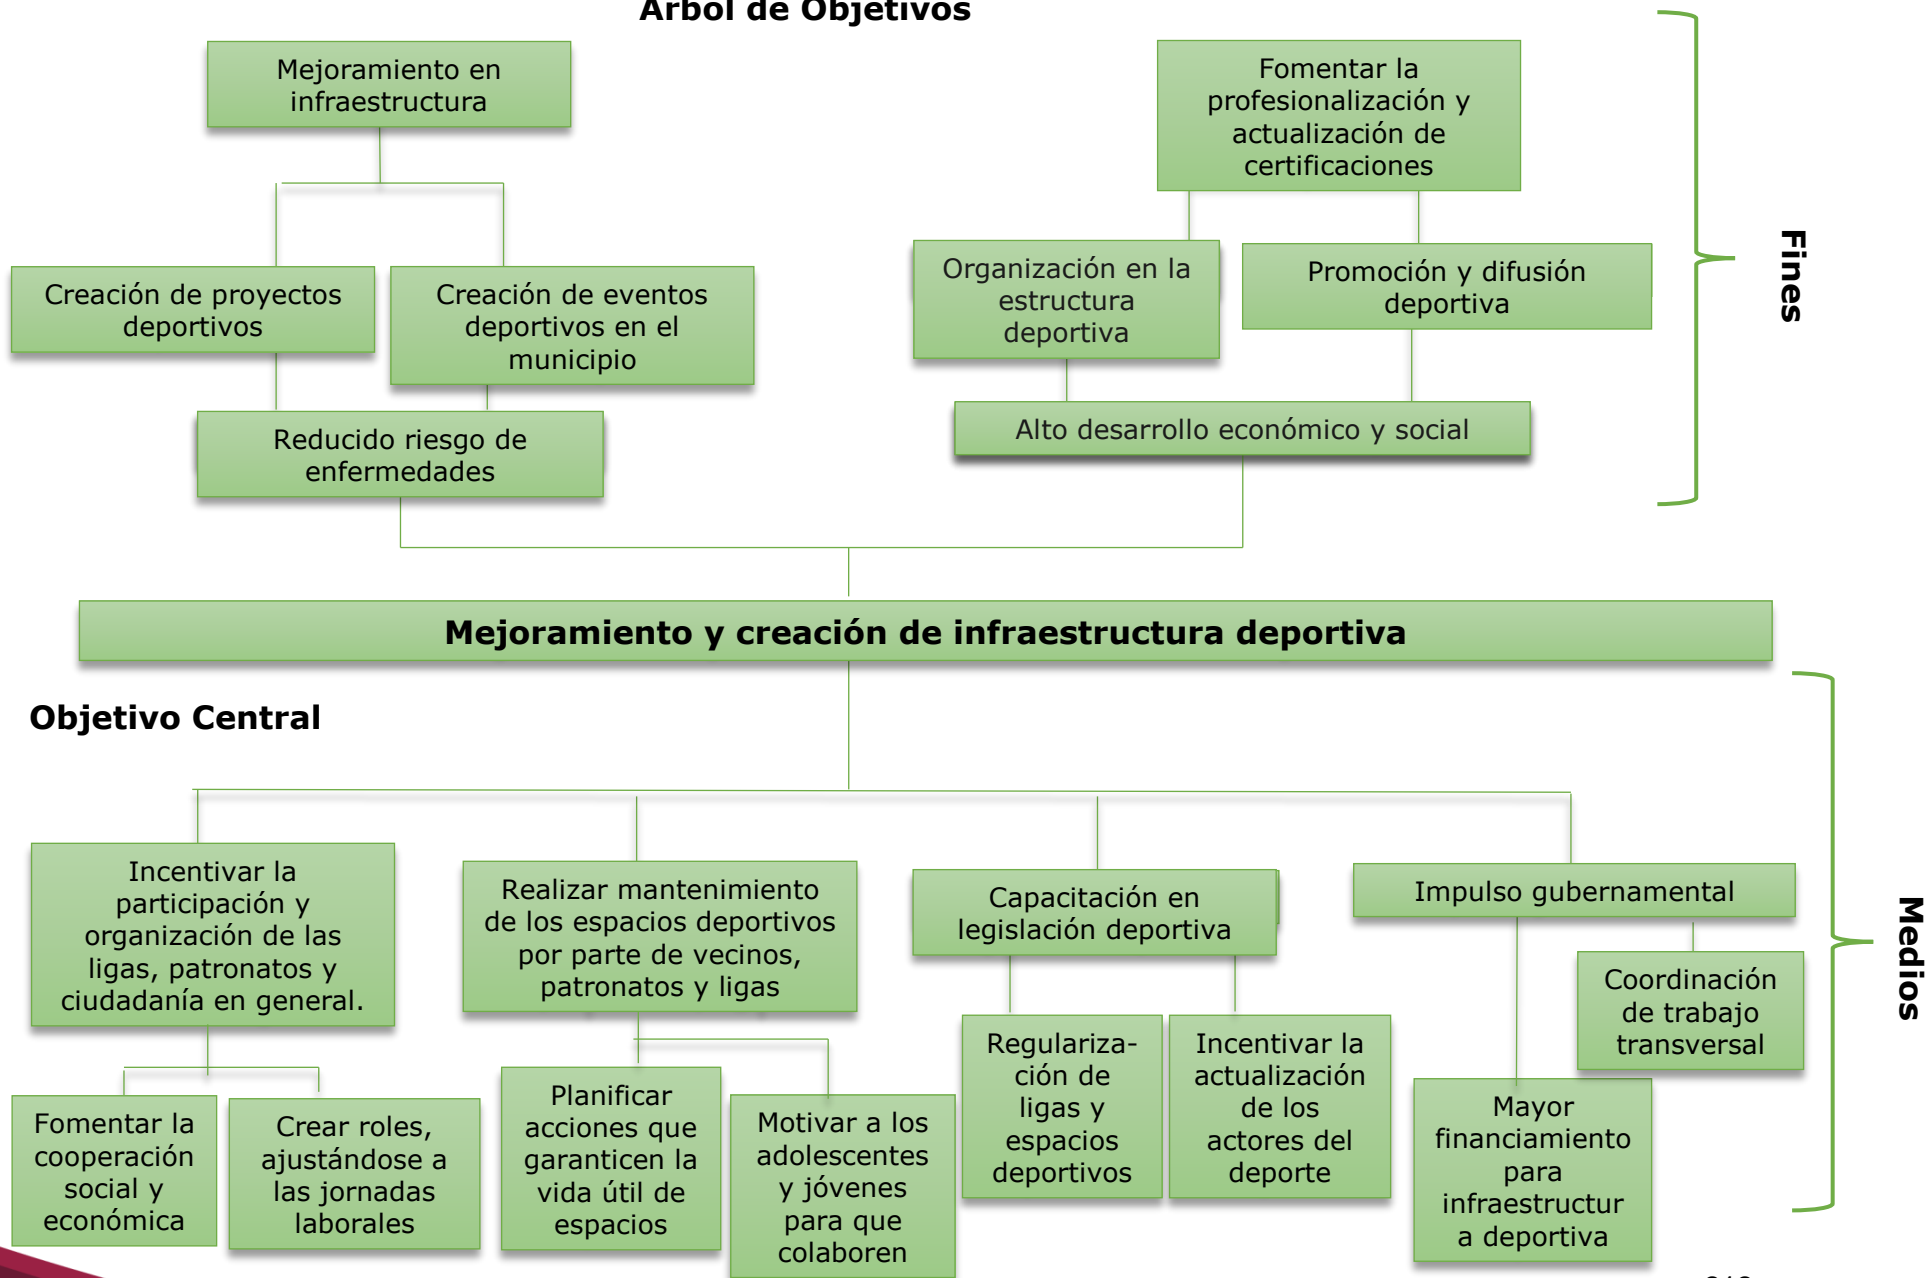 Árbol de Objetivos
Mejoramiento en
infraestructura
Fomentar la
profesionalización y
actualización de
certificaciones
Creación de proyectos
deportivos
Creación de eventos
deportivos en el
municipio
Organización en la
estructura
deportiva
Promoción y difusión
deportiva
Reducido riesgo de
enfermedades
Alto desarrollo económico y social
Fines
Mejoramiento y creación de infraestructura deportiva
Objetivo Central
Incentivar la
participación y
organización de las
ligas, patronatos y
ciudadanía en general.
Realizar mantenimiento
de los espacios deportivos
por parte de vecinos,
patronatos y ligas
Capacitación en
legislación deportiva
Impulso gubernamental
Coordinación
de trabajo
transversal
Medios
Fomentar la
cooperación
social y
económica
Crear roles,
ajustándose a
las jornadas
laborales
Planificar
acciones que
garanticen la
vida útil de
espacios
Motivar a los
adolescentes
y jóvenes
para que
colaboren
Regulariza-
ción de
ligas y
espacios
deportivos
Incentivar la
actualización
de los
actores del
deporte
Mayor
financiamiento
para
infraestructur
a deportiva